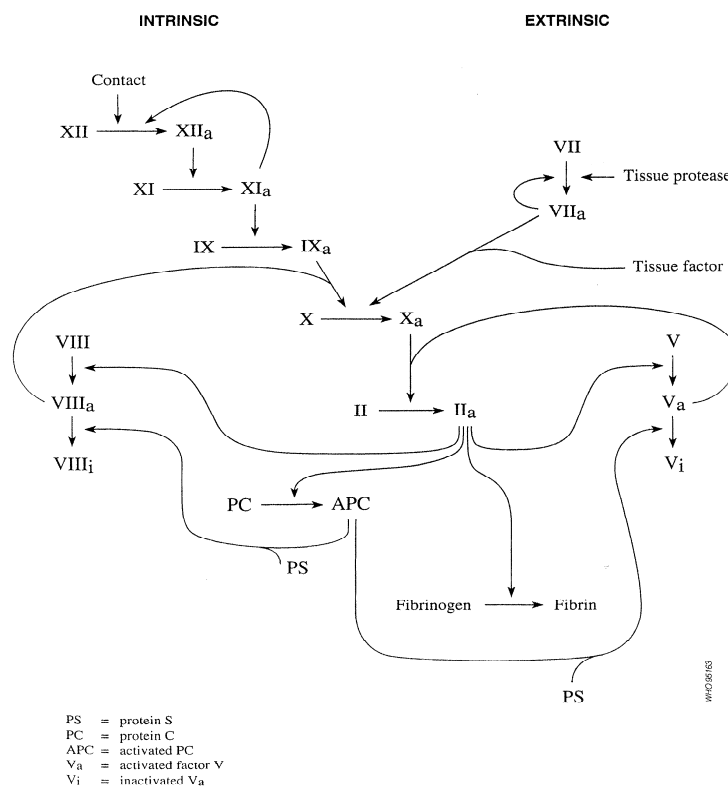 INTRINSIC EXTRINSIC
Contact
XII XIIa
VII
Tissue protease
XI XIa
VIIa
IX IXa
Tissue factor
X Xa
VIII V
VIIIa II IIa Va
VIIIi Vi
PC APC
PS
Fibrinogen Fibrin
PS
WHO 95163
PS = protein S
PC = protein C
APC = activated PC
Va = activated factor V
Vi = inactivated Va